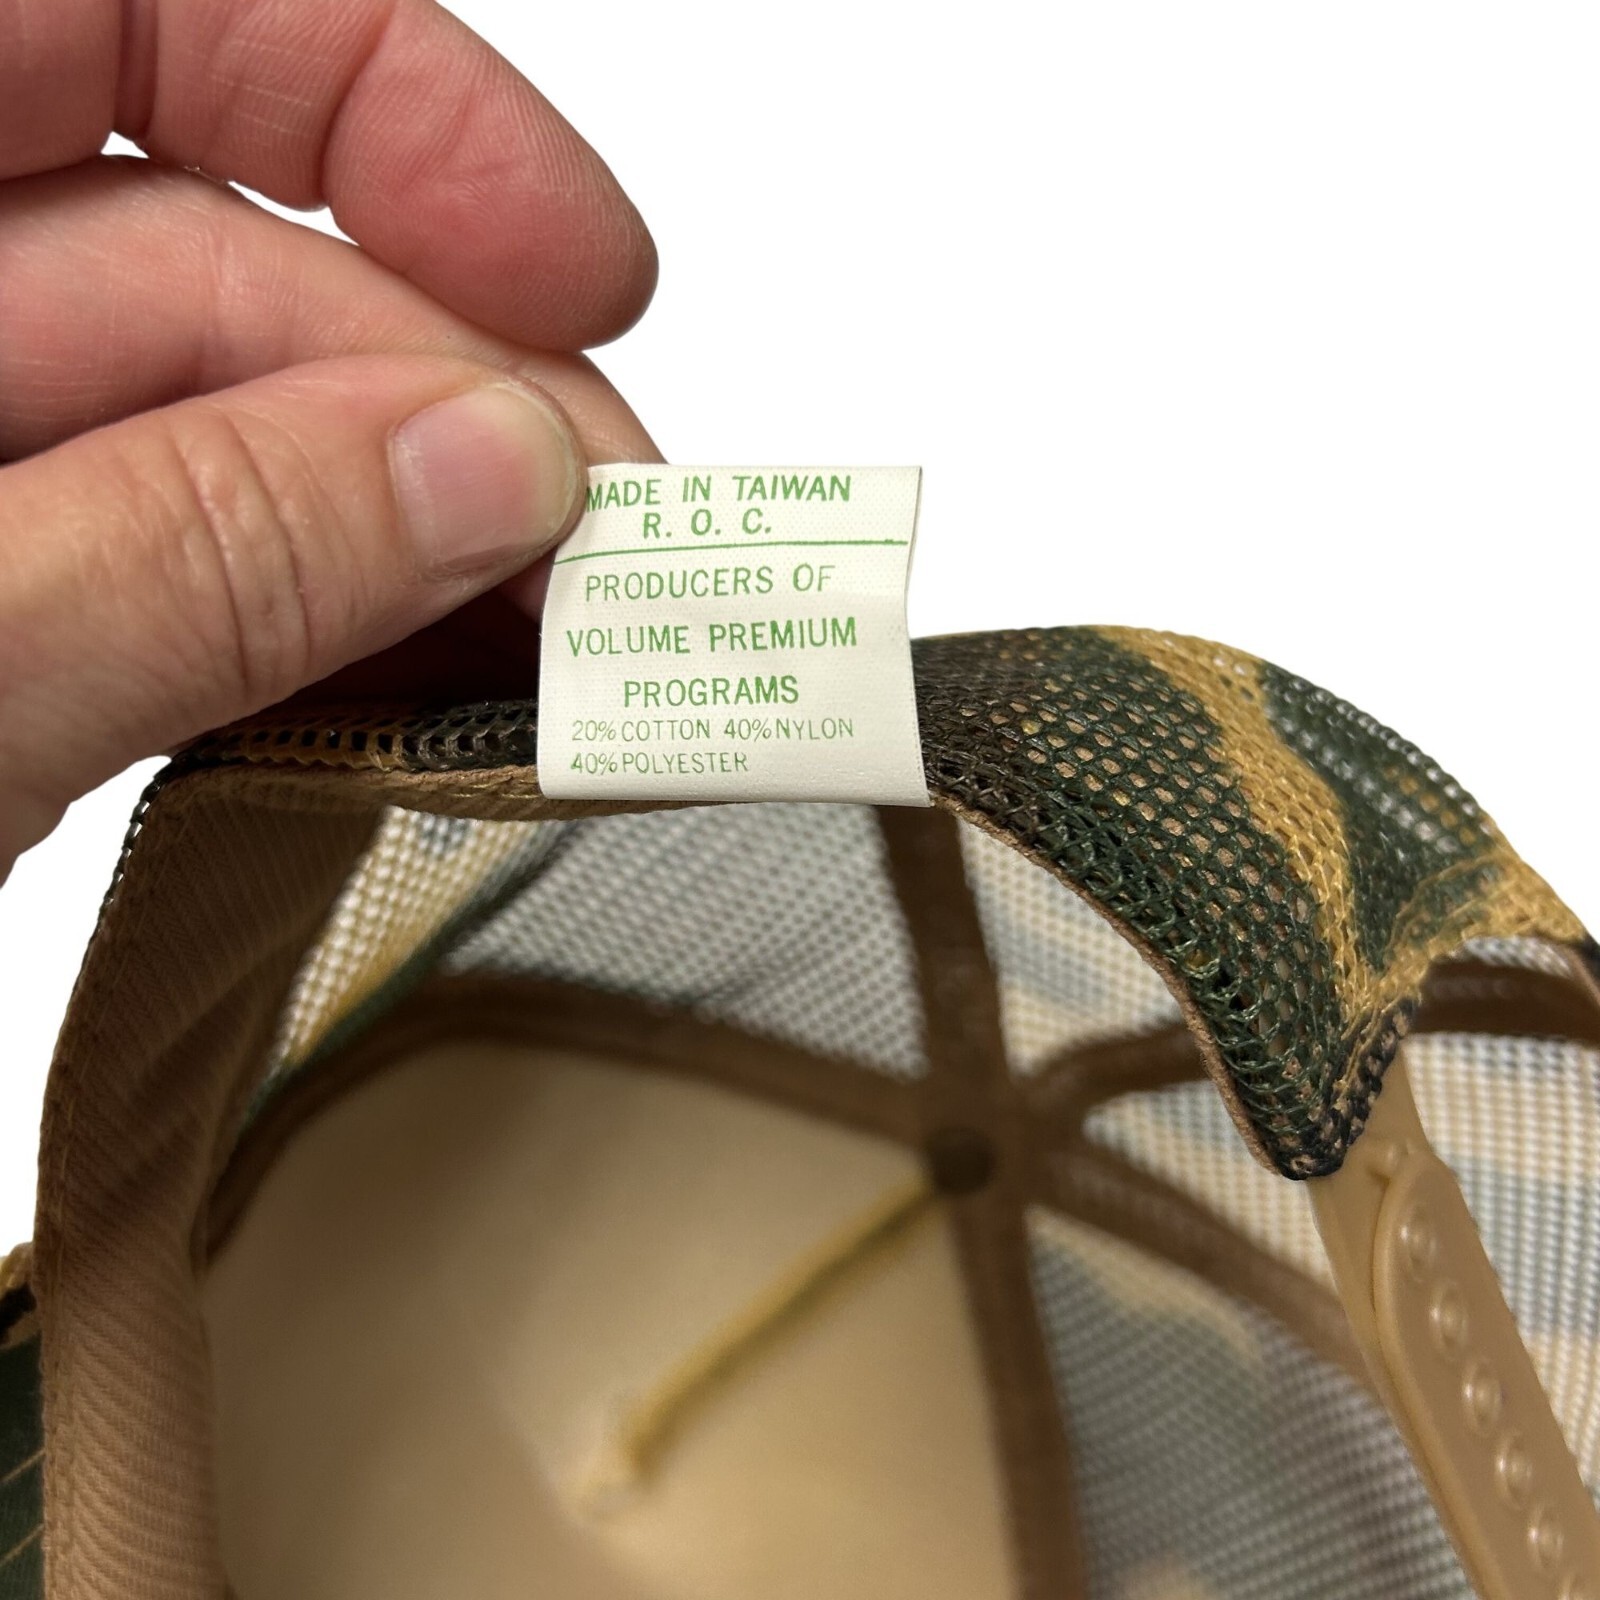 MADE IN TAIWAN
R. O. C.
PRODUCERS OF
VOLUME PREMIUM
PROGRAMS
20% COTTON 40% NYLON
40% POLYESTER